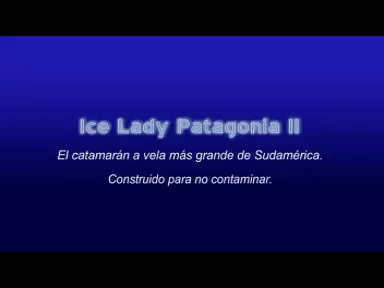 Ice Lady Patagonia II
El catamarán a vela más grande de Sudamérica.
Construido para no contaminar.